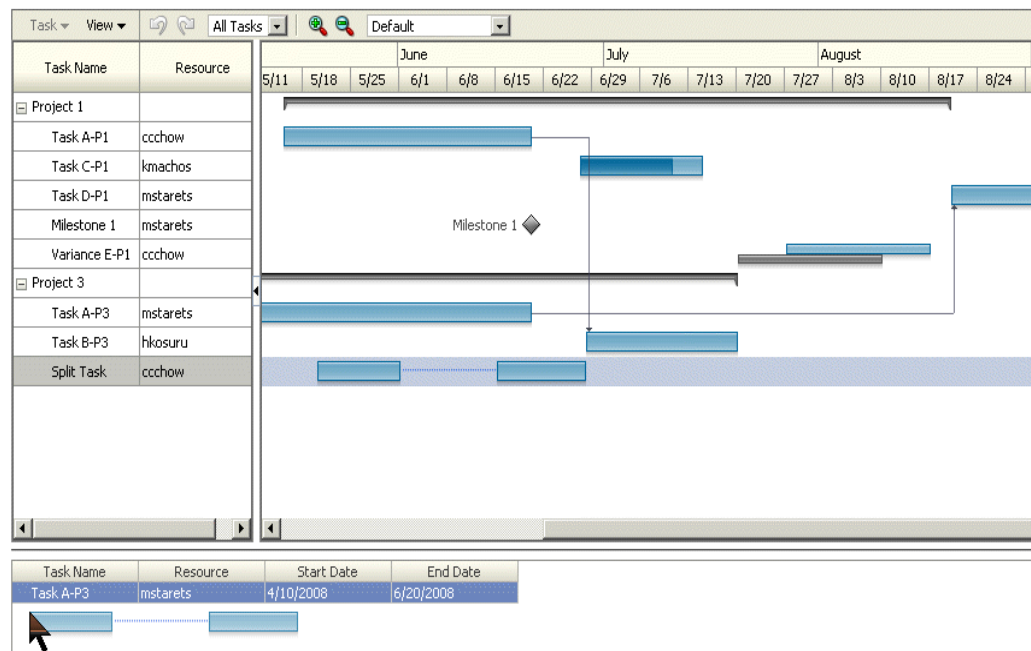 Task View All Tasks Default
Task Name Resource
June July August
5/11 5/18 5/25 6/1 6/8 6/15 6/22 6/29 7/6 7/13 7/20 7/27 8/3 8/10 8/17 8/24
Project 1
Task A-P1 ccchow
Task C-P1 kmachos
Task D-P1 mstarets
Milestone 1 mstarets Milestone 1
Variance E-P1 ccchow
Project 3
Task A-P3 mstarets
Task B-P3 hkosuru
Split Task ccchow
Task Name Resource Start Date End Date
Task A-P3 mstarets 4/10/2008 6/20/2008